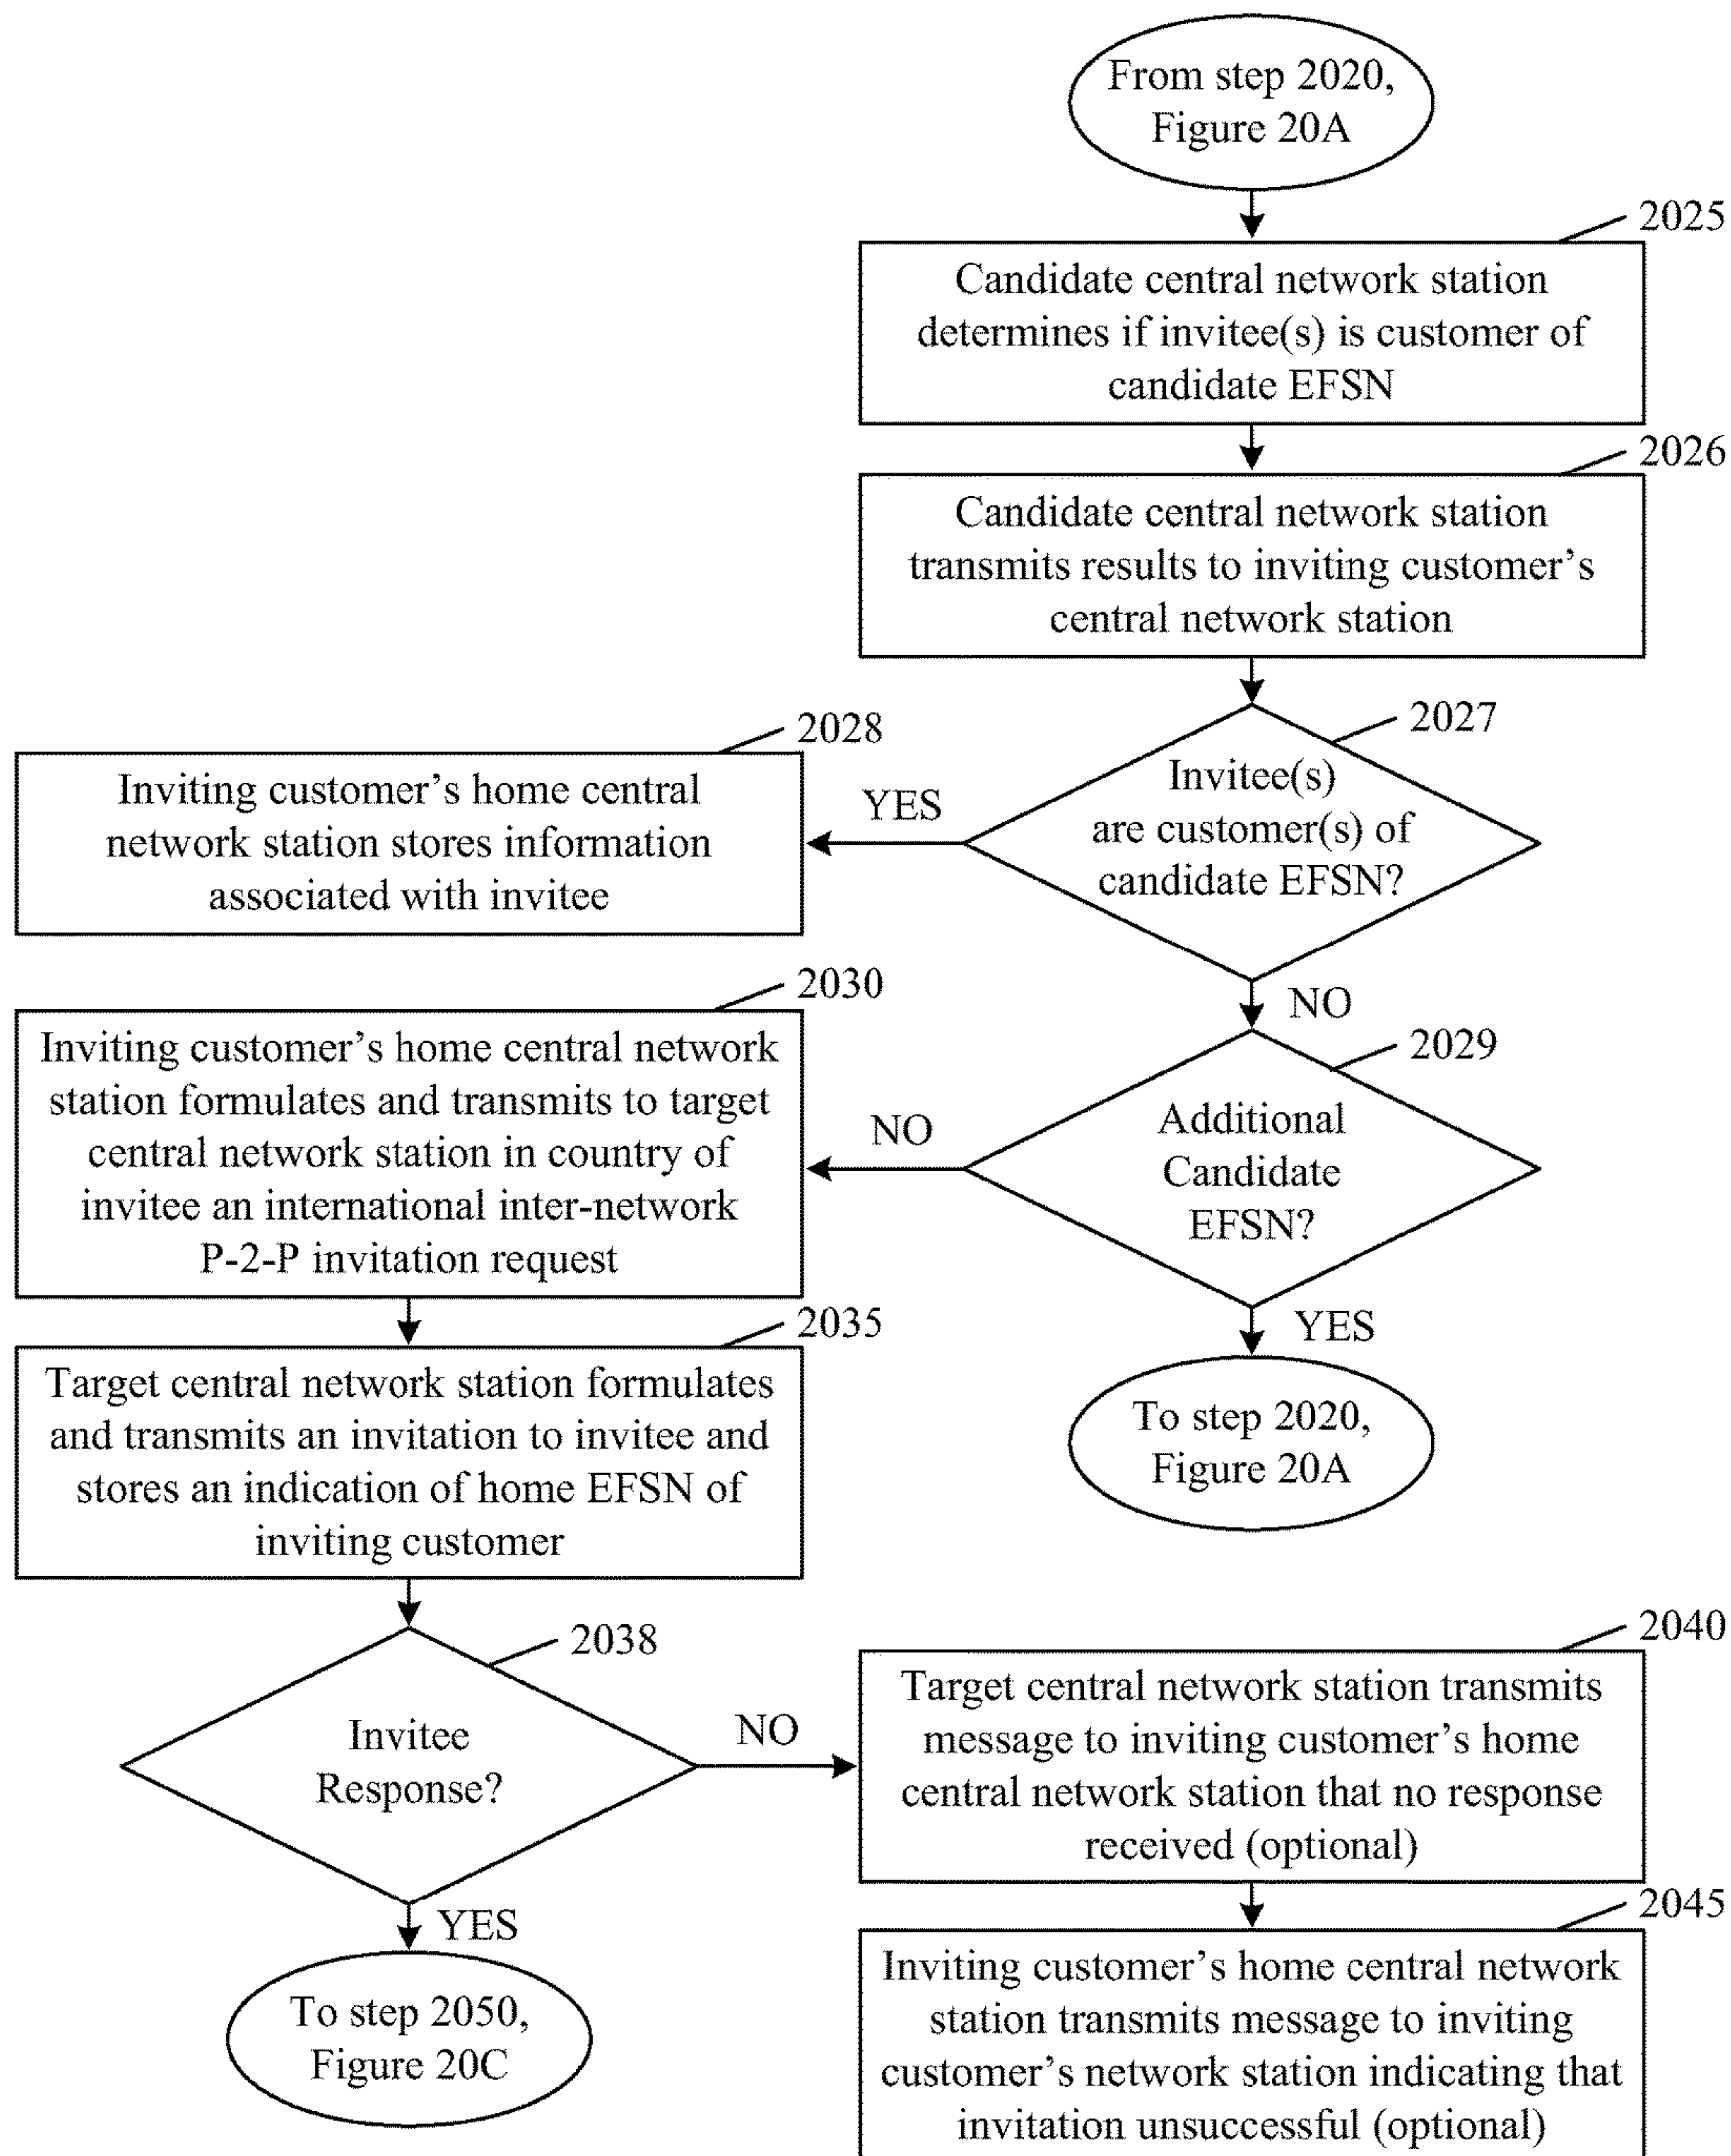 From step 2020,
Figure 20A
2025
Candidate central network station
determines if invitee(s) is customer of
candidate EFSN
2026
Candidate central network station
transmits results to inviting customer's
central network station
2027
Invitee(s)
are customer(s) of
candidate EFSN?
YES
2028
Inviting customer's home central
network station stores information
associated with invitee
NO
2029
Additional
Candidate
EFSN?
NO
YES
To step 2020,
Figure 20A
2030
Inviting customer's home central network
station formulates and transmits to target
central network station in country of
invitee an international inter-network
P-2-P invitation request
2035
Target central network station formulates
and transmits an invitation to invitee and
stores an indication of home EFSN of
inviting customer
2038
Invitee
Response?
NO
YES
To step 2050,
Figure 20C
2040
Target central network station transmits
message to inviting customer's home
central network station that no response
received (optional)
2045
Inviting customer's home central network
station transmits message to inviting
customer's network station indicating that
invitation unsuccessful (optional)